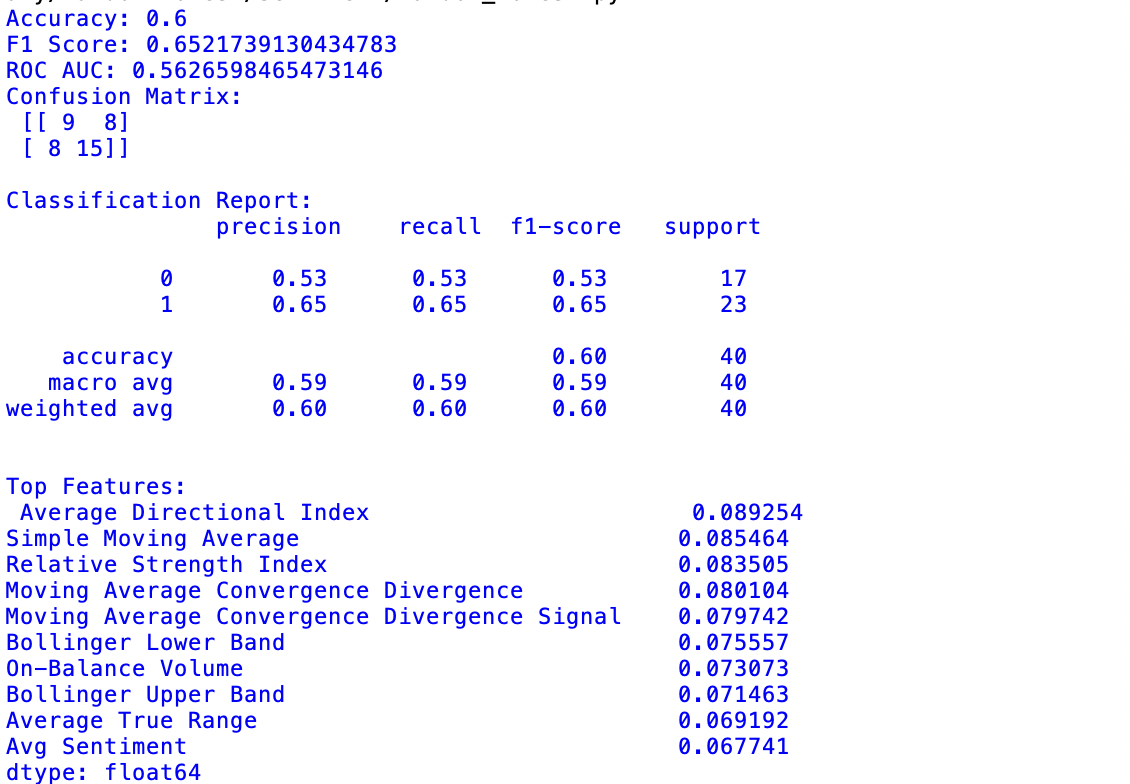 Accuracy: 0.6
F1 Score: 0.6521739130434783
ROC AUC: 0.5626598465473146
Confusion Matrix:
 [[ 9  8]
 [ 8 15]]

Classification Report:
               precision    recall  f1-score   support

           0       0.53      0.53      0.53        17
           1       0.65      0.65      0.65        23

    accuracy                           0.60        40
   macro avg       0.59      0.59      0.59        40
weighted avg       0.60      0.60      0.60        40


Top Features:
 Average Directional Index                       0.089254
Simple Moving Average                           0.085464
Relative Strength Index                         0.083505
Moving Average Convergence Divergence           0.080104
Moving Average Convergence Divergence Signal    0.079742
Bollinger Lower Band                            0.075557
On-Balance Volume                               0.073073
Bollinger Upper Band                            0.071463
Average True Range                              0.069192
Avg Sentiment                                   0.067741
dtype: float64